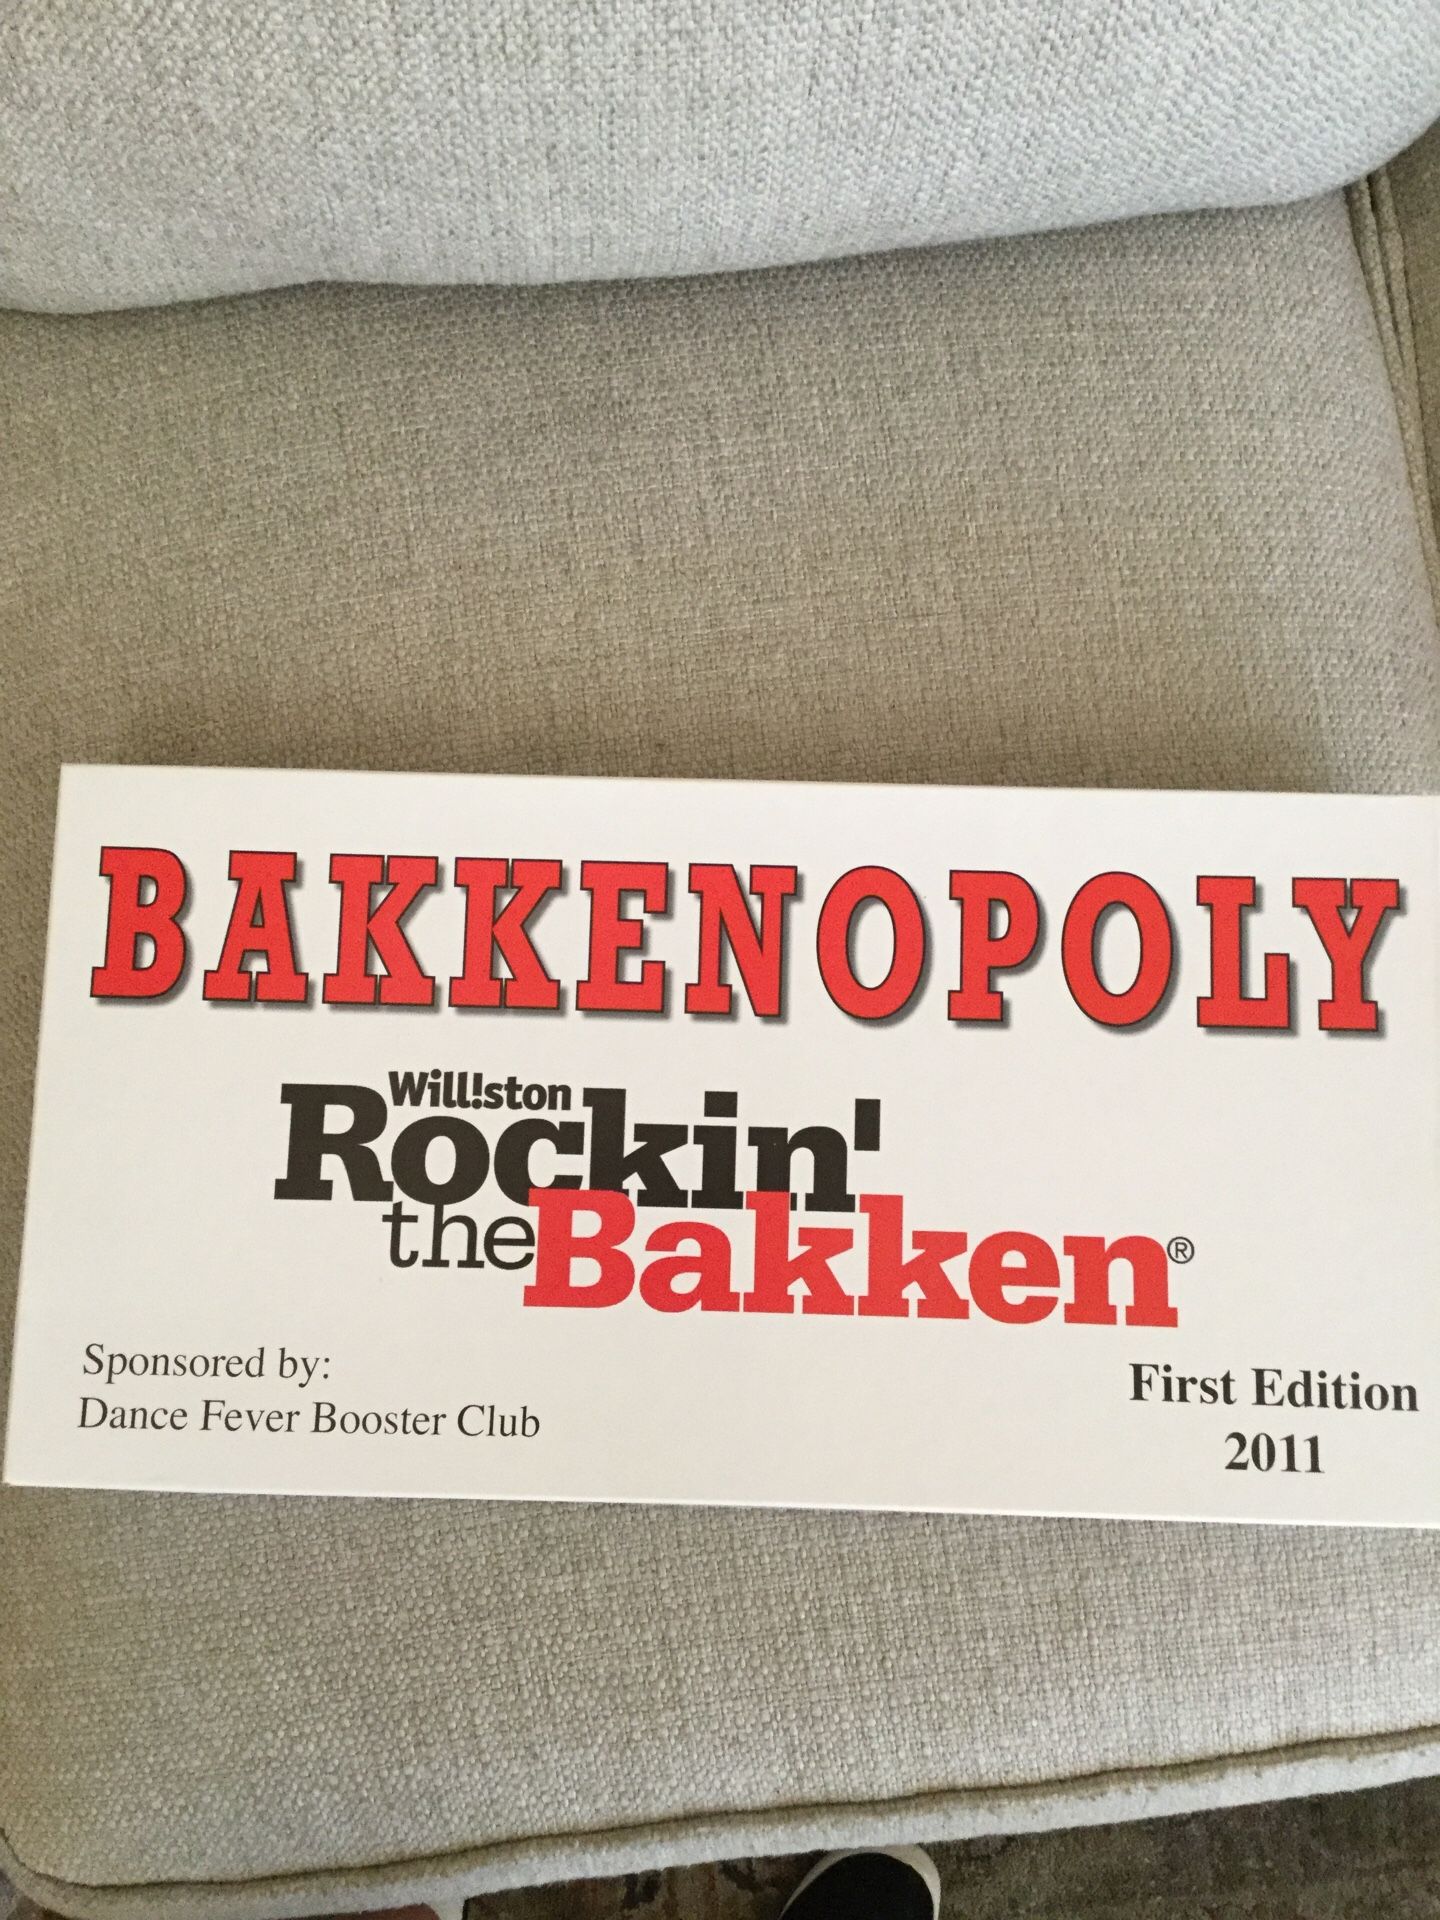 BAKKENOPOLY
Will!ston
Rockin'
the Bakken®
Sponsored by:
Dance Fever Booster Club
First Edition
2011